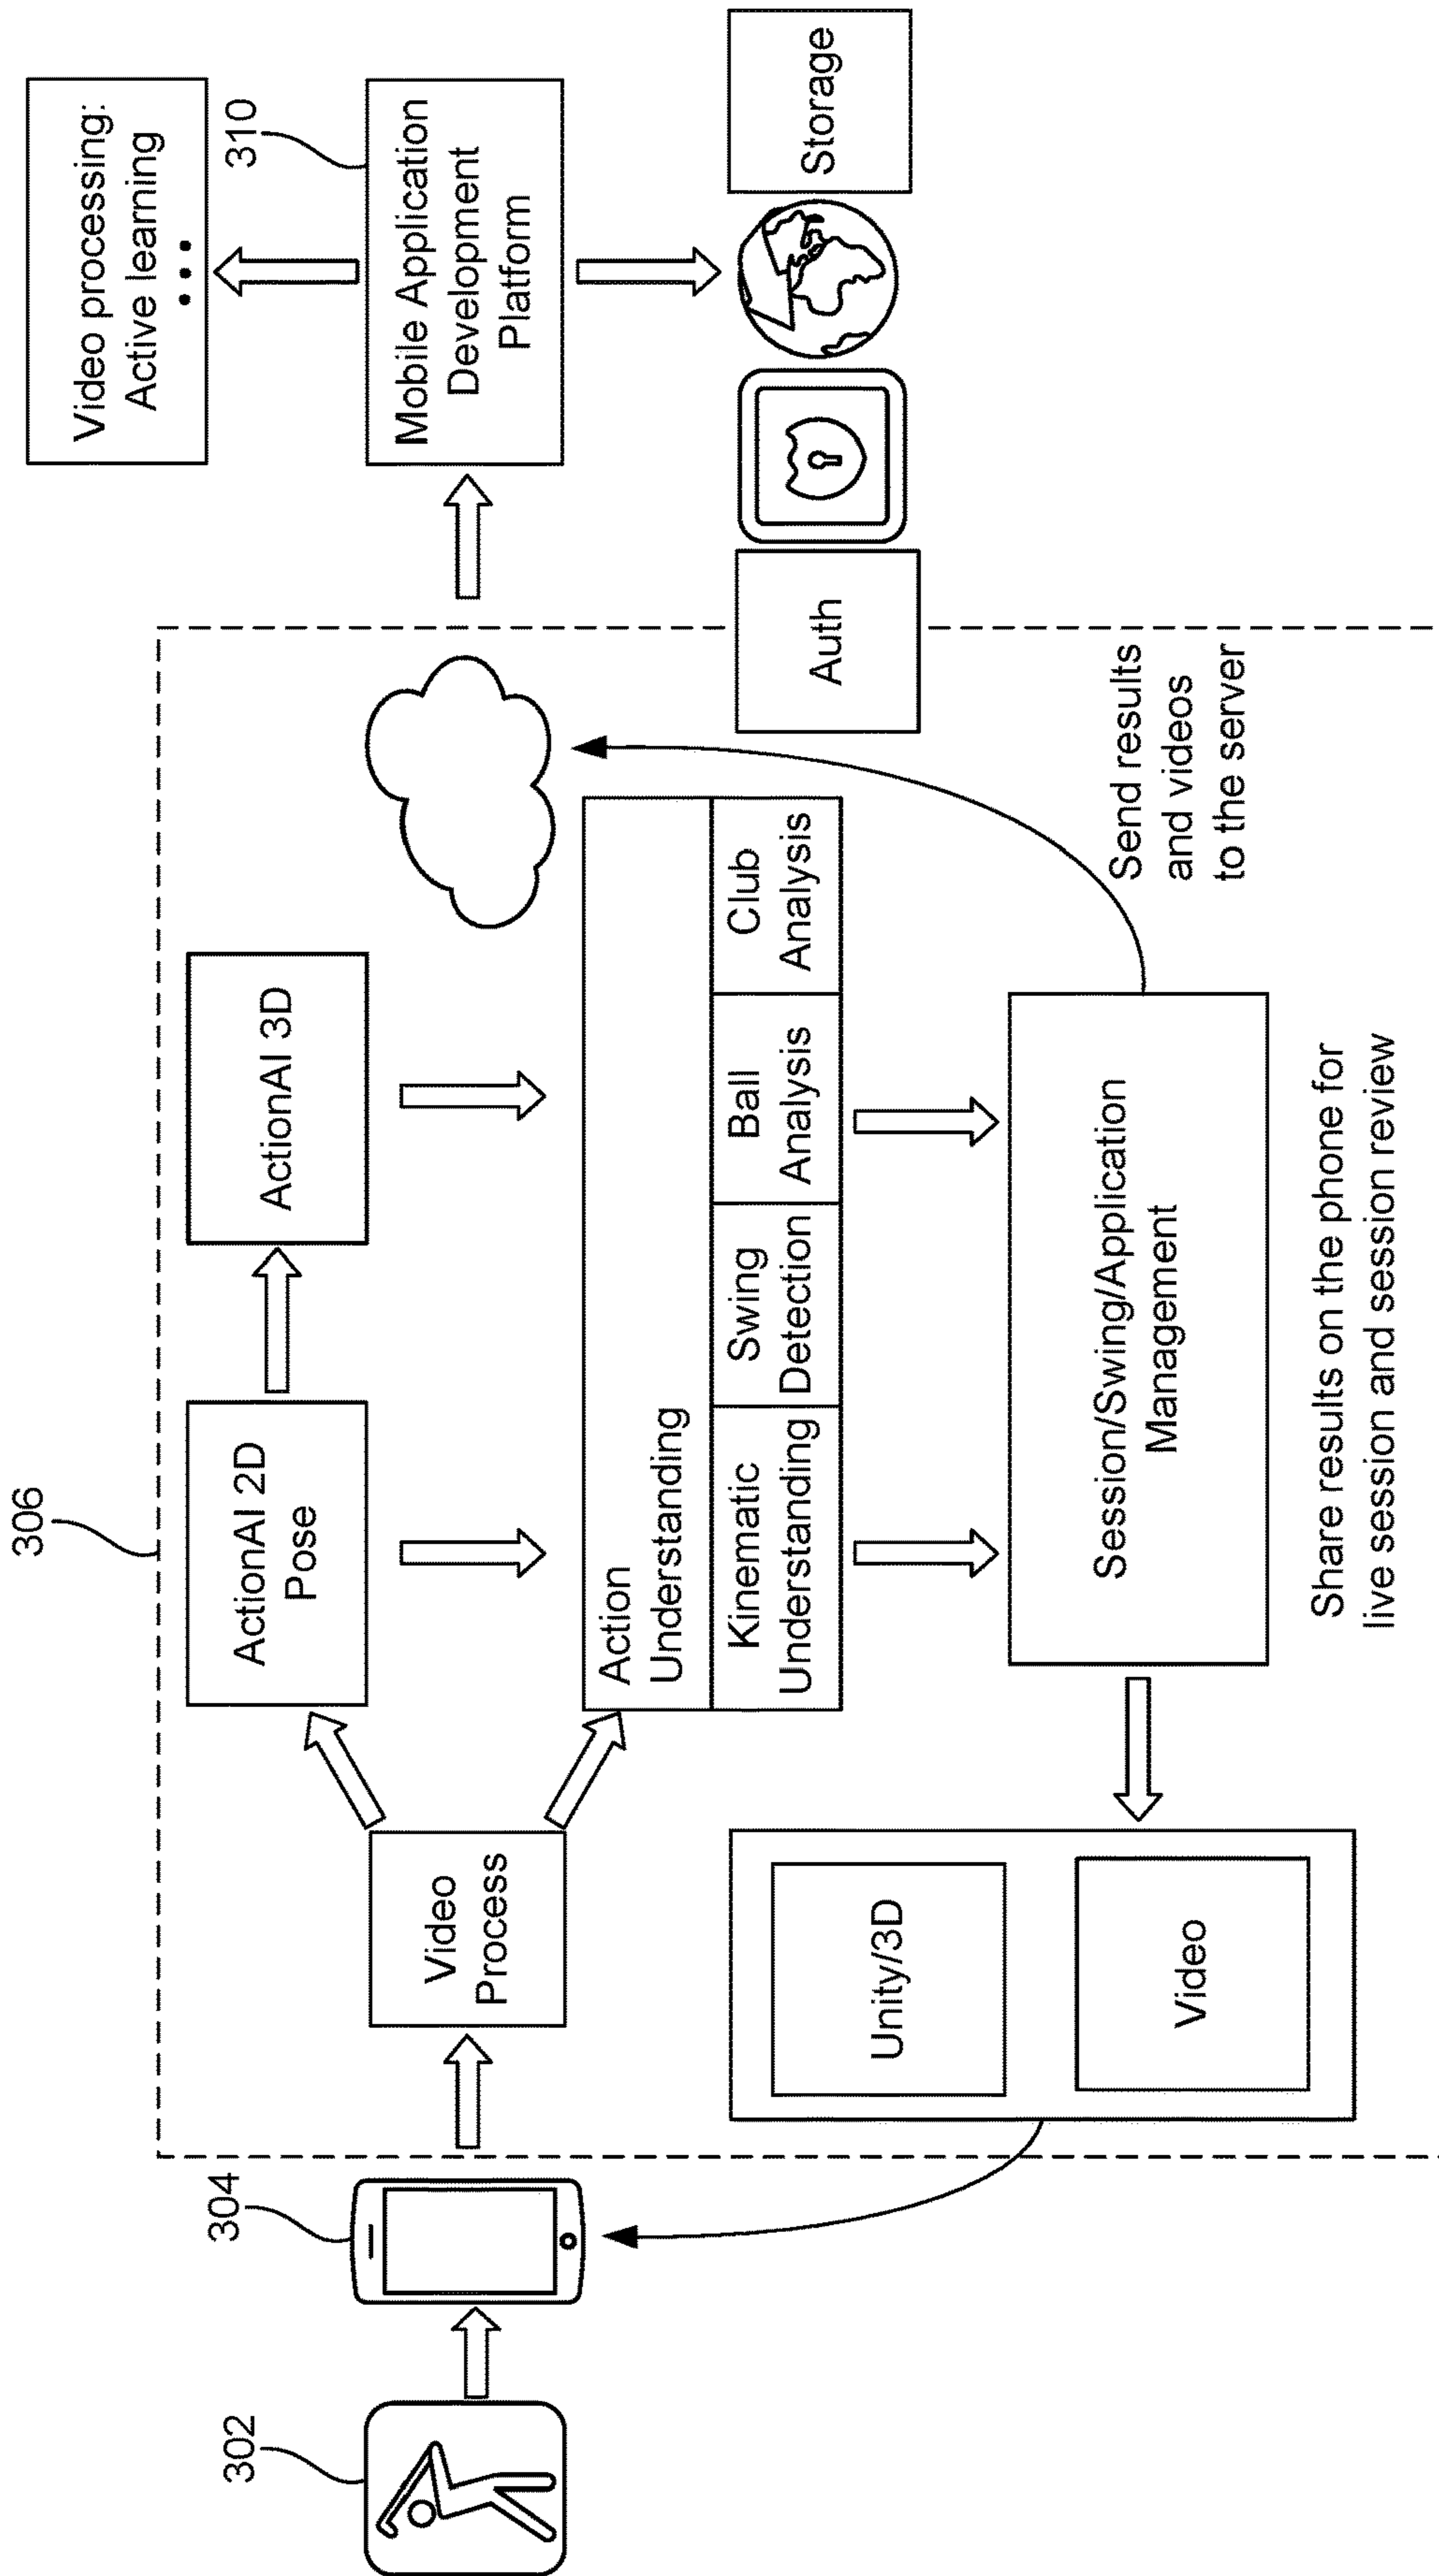 306
302
304
Video
Process
ActionAI 2D
Pose
ActionAI 3D
Action
Understanding
Kinematic
Understanding
Swing
Detection
Ball
Analysis
Club
Analysis
Session/Swing/Application
Management
Unity/3D
Video
Share results on the phone for
live session and session review
Send results
and videos
to the server
Video processing:
Active learning
...
310
Mobile Application
Development
Platform
Auth
Storage